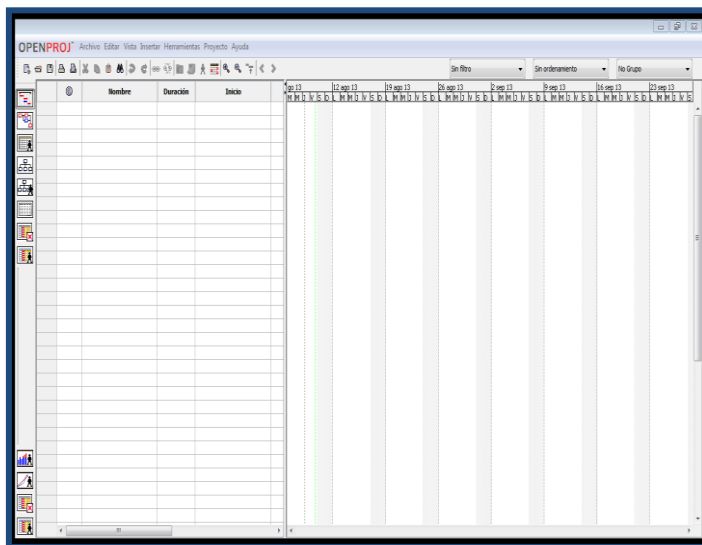 OPENPROJ Archivo Editar Vista Insertar Herramientas Proyecto Ayuda
Sin filtro Sin ordenamiento No Grupo
Nombre Duración Inicio
go 13 12 ago 13 19 ago 13 26 ago 13 2 sep 13 9 sep 13 16 sep 13 23 sep 13
M M J V S D L M M J V S D L M M J V S D L M M J V S D L M M J V S D L M M J V S D L M M J V S D L M M J V S